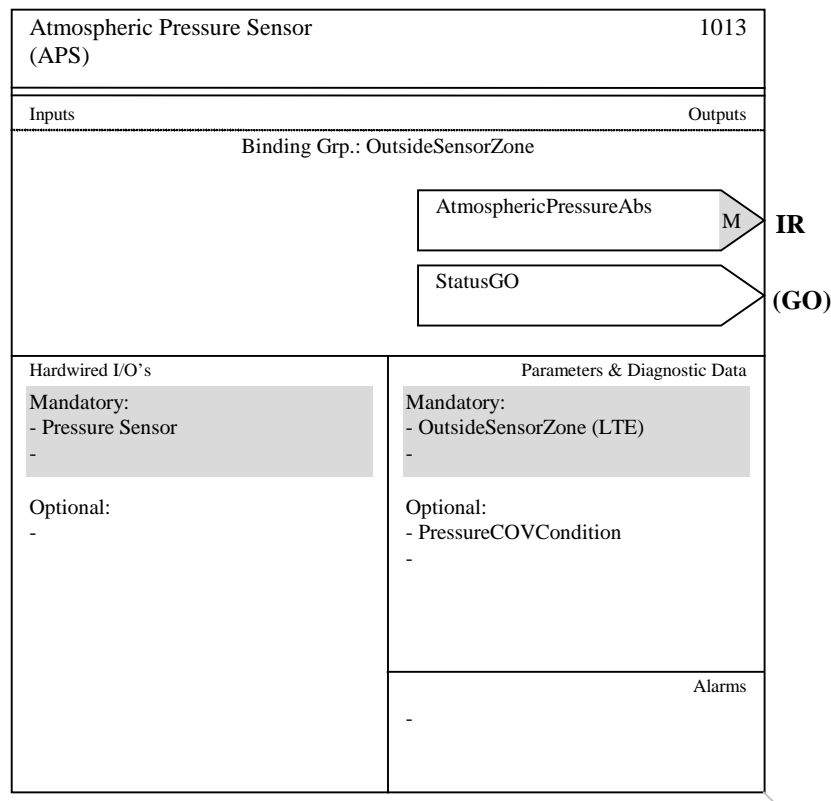 Atmospheric Pressure Sensor 1013
(APS)
Inputs Outputs
Binding Grp.: OutsideSensorZone
AtmosphericPressureAbs M IR
StatusGO (GO)
Hardwired I/O's
Mandatory:
- Pressure Sensor
-
Optional:
-
Parameters & Diagnostic Data
Mandatory:
- OutsideSensorZone (LTE)
-
Optional:
- PressureCOVCondition
-
Alarms
-